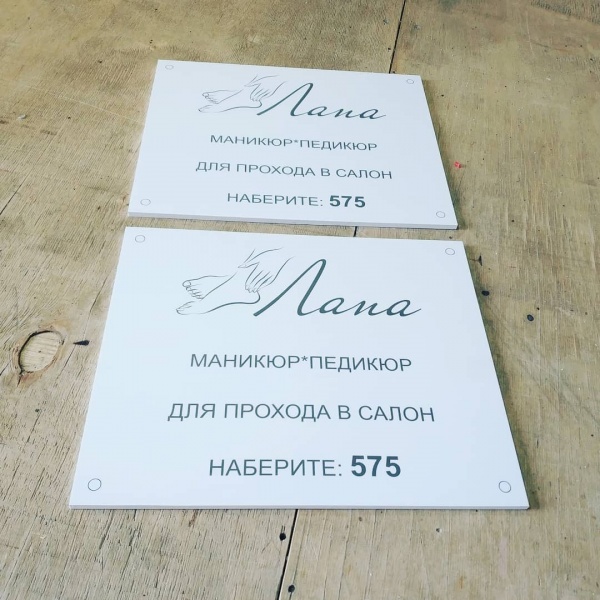 Лапа
МАНИКЮР*ПЕДИКЮР
ДЛЯ ПРОХОДА В САЛОН
НАБЕРИТЕ: 575
Лапа
МАНИКЮР*ПЕДИКЮР
ДЛЯ ПРОХОДА В САЛОН
НАБЕРИТЕ: 575